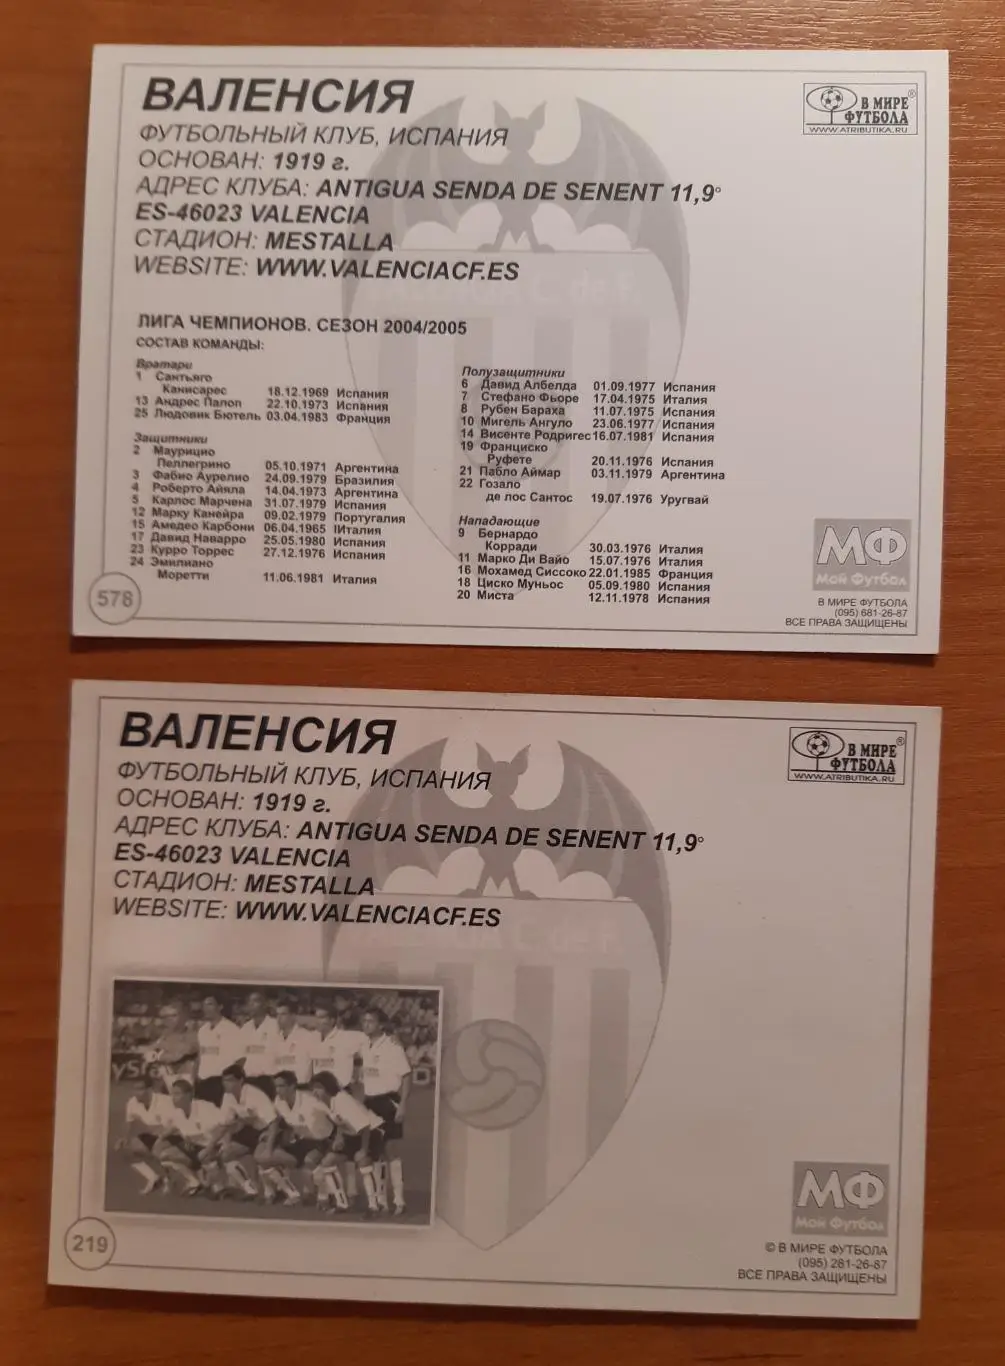 ВАЛЕНСИЯ
ФУТБОЛЬНЫЙ КЛУБ, ИСПАНИЯ
ОСНОВАН: 1919 г.
АДРЕС КЛУБА: ANTIGUA SENDA DE SENENT 11,9°
ES-46023 VALENCIA
СТАДИОН: MESTALLA
WEBSITE: WWW.VALENCIACF.ES
В МИРЕ ®
ФУТБОЛА
WWW.ATRIBUTIKA.RU
ЛИГА ЧЕМПИОНОВ. СЕЗОН 2004/2005
СОСТАВ КОМАНДЫ:
Вратари
1 Сантьяго
Канисарес 18.12.1969 Испания
13 Андрес Палоп 22.10.1973 Испания
25 Людовик Бютель 03.04.1983 Франция
Защитники
2 Маурицио
Пеллегрино 05.10.1971 Аргентина
3 Фабио Аурелио 24.09.1979 Бразилия
4 Роберто Айяла 14.04.1973 Аргентина
5 Карлос Марчена 31.07.1979 Испания
12 Марку Канейра 09.02.1979 Португалия
15 Амедео Карбони 06.04.1965 IИталия
17 Давид Наварро 25.05.1980 Испания
23 Курро Торрес 27.12.1976 Испания
24 Эмилиано
Моретти 11.06.1981 Италия
Полузащитники
6 Давид Албелда 01.09.1977 Испания
7 Стефано Фьоре 17.04.1975 Италия
8 Рубен Бараха 11.07.1975 Испания
10 Мигель Ангуло 23.06.1977 Испания
14 Висенте Родригес 16.07.1981 Испания
19 Франциско
Руфете 20.11.1976 Испания
21 Пабло Аймар 03.11.1979 Аргентина
22 Гозало
де лос Сантос 19.07.1976 Уругвай
Нападающие
9 Бернардо
Корради 30.03.1976 Италия
11 Марко Ди Вайо 15.07.1976 Италия
16 Мохамед Сиссоко 22.01.1985 Франция
18 Циско Муньос 05.09.1980 Испания
20 Миста 12.11.1978 Испания
578
МФ
Мой Футбол
В МИРЕ ФУТБОЛА
(095) 681-26-87
ВСЕ ПРАВА ЗАЩИЩЕНЫ
ВАЛЕНСИЯ
ФУТБОЛЬНЫЙ КЛУБ, ИСПАНИЯ
ОСНОВАН: 1919 г.
АДРЕС КЛУБА: ANTIGUA SENDA DE SENENT 11,9°
ES-46023 VALENCIA
СТАДИОН: MESTALLA
WEBSITE: WWW.VALENCIACF.ES
В МИРЕ ®
ФУТБОЛА
WWW.ATRIBUTIKA.RU
219
МФ
Мой Футбол
© В МИРЕ ФУТБОЛА
(095) 281-26-87
ВСЕ ПРАВА ЗАЩИЩЕНЫ